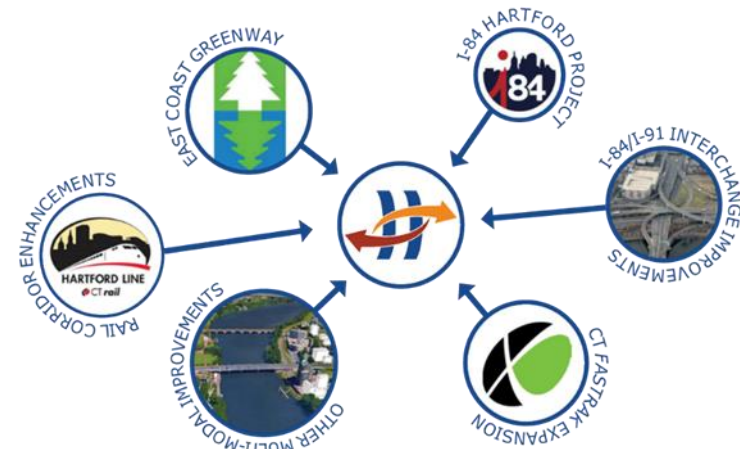 EAST COAST GREENWAY
I-84 HARTFORD PROJECT
i84
I-84/I-91 INTERCHANGE IMPROVEMENTS
RAIL CORRIDOR ENHANCEMENTS
HARTFORD LINE
CTrail
H
OTHER MULTI-MODAL IMPROVEMENTS
CT FASTRAK EXPANSION